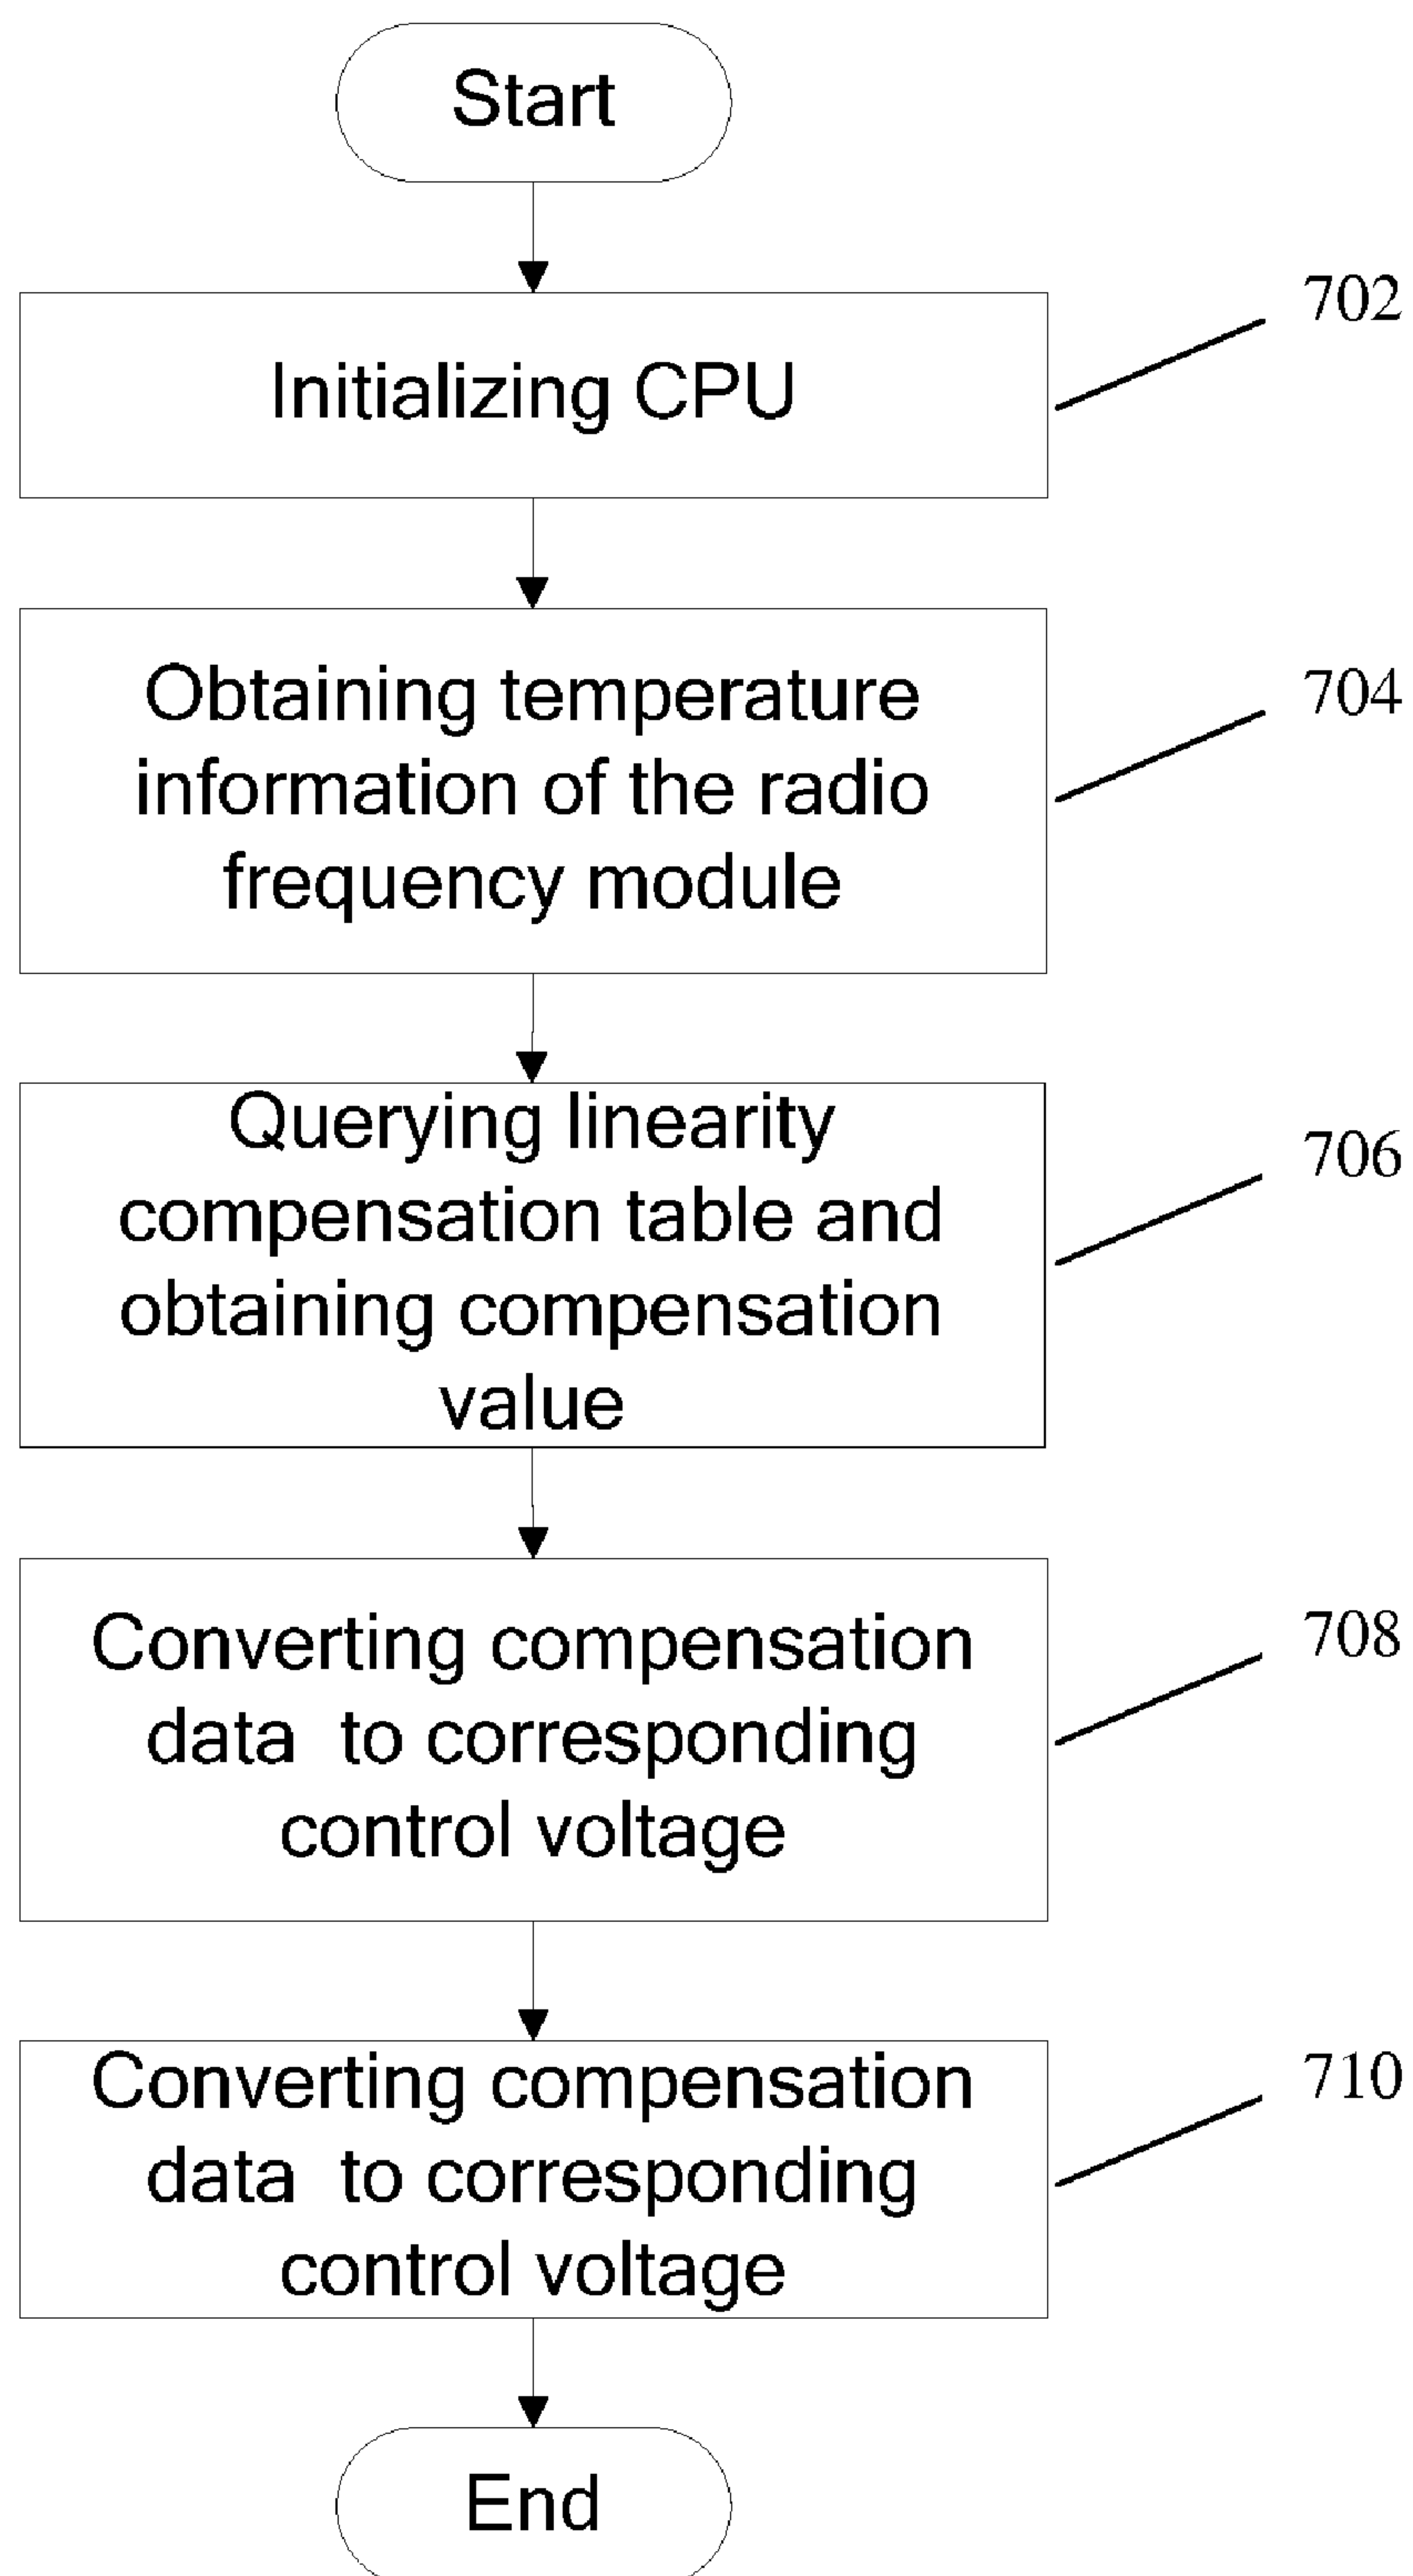 Start
Initializing CPU
702
Obtaining temperature
information of the radio
frequency module
704
Querying linearity
compensation table and
obtaining compensation
value
706
Converting compensation
data  to corresponding
control voltage
708
Converting compensation
data  to corresponding
control voltage
710
End